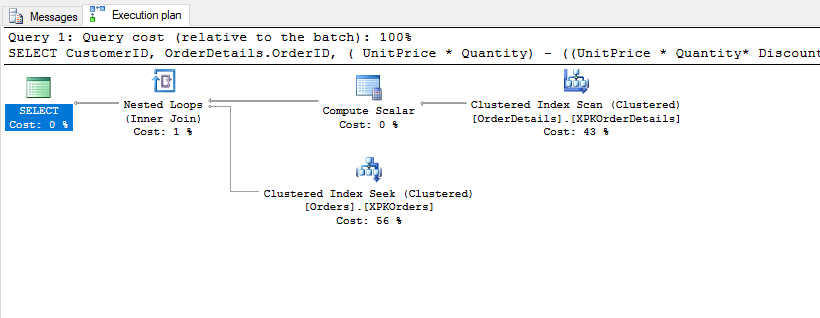 Messages
Execution plan
Query 1: Query cost (relative to the batch): 100%
SELECT CustomerID, OrderDetails.OrderID, ( UnitPrice * Quantity) - ((UnitPrice * Quantity* Discount
SELECT
Cost: 0 %
Nested Loops
(Inner Join)
Cost: 1 %
Compute Scalar
Cost: 0 %
Clustered Index Scan (Clustered)
[OrderDetails].[XPKOrderDetails]
Cost: 43 %
Clustered Index Seek (Clustered)
[Orders].[XPKOrders]
Cost: 56 %